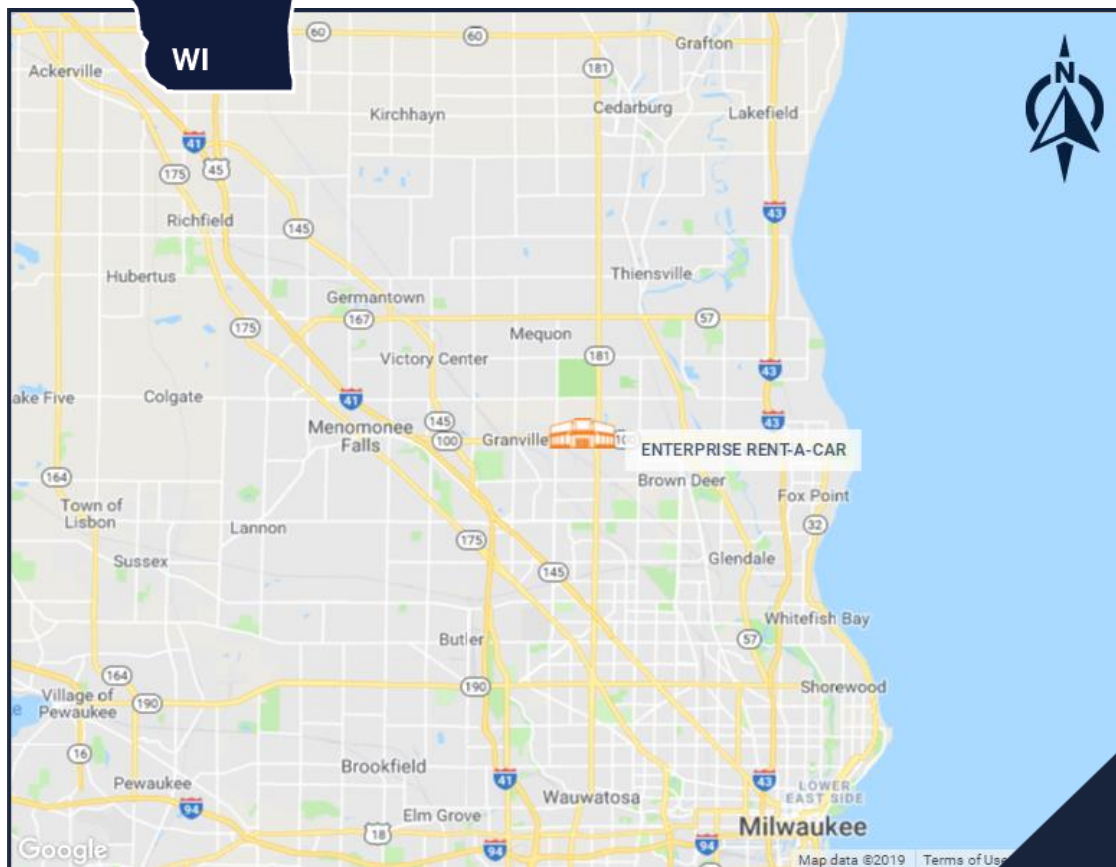 WI
60
60
Grafton
Ackerville
181
Cedarburg
Lakefield
Kirchhayn
N
41
45
175
43
Richfield
145
Thiensville
Hubertus
Germantown
167
57
175
Mequon
181
Victory Center
43
41
Colgate
43
145
Menomonee
Falls
100
Granville
ENTERPRISE RENT-A-CAR
164
Brown Deer
Fox Point
Town of
Lisbon
Lannon
32
175
Sussex
Glendale
145
Whitefish Bay
Butler
57
164
190
Shorewood
Village of
Pewaukee
190
16
Brookfield
Pewaukee
41
43
LOWER
EAST SIDE
Wauwatosa
94
Elm Grove
18
Milwaukee
94
94
Google
Map data ©2019
Terms of Use